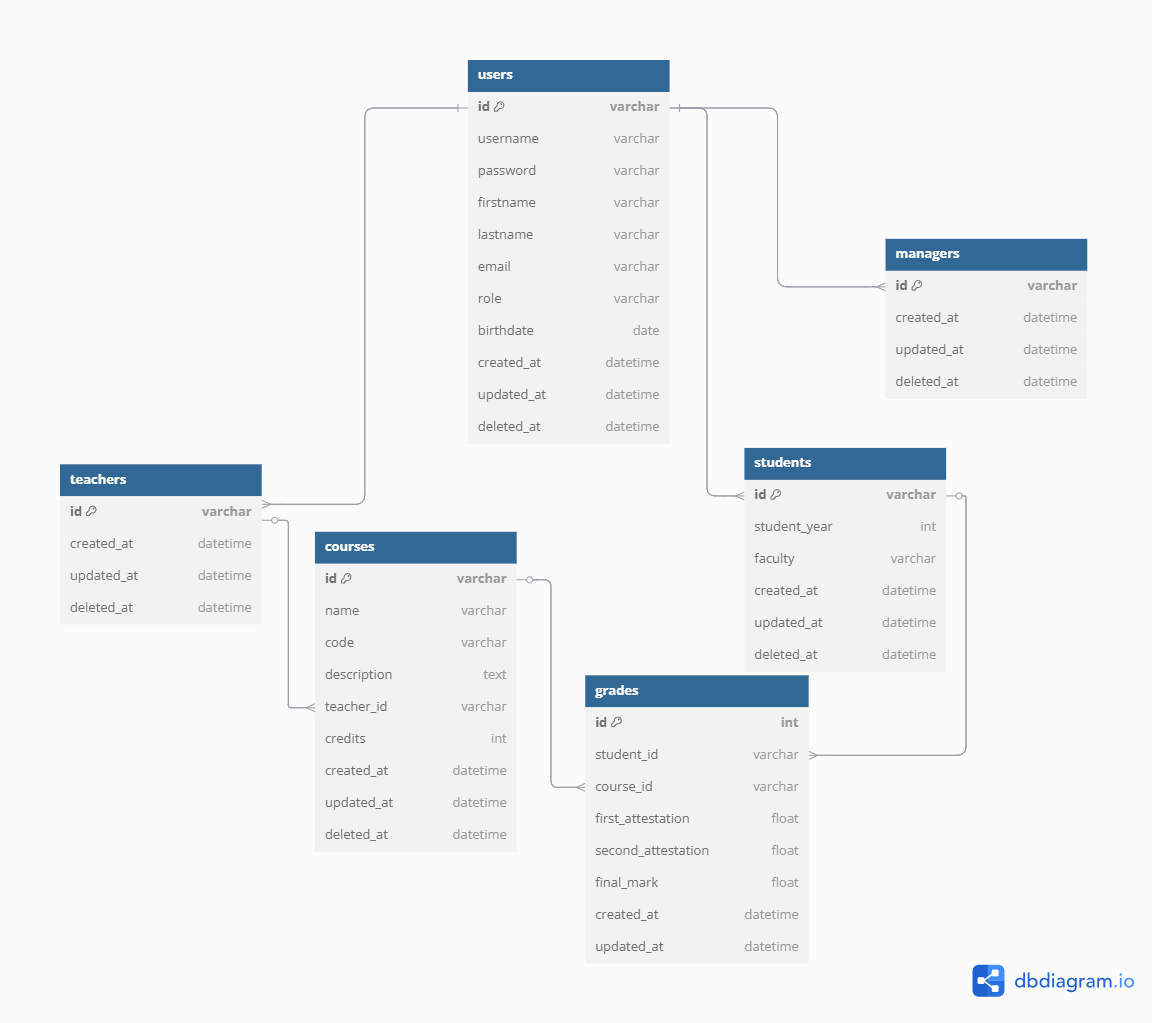 users
id varchar
username varchar
password varchar
firstname varchar
lastname varchar
email varchar
role varchar
birthdate date
created_at datetime
updated_at datetime
deleted_at datetime
managers
id varchar
created_at datetime
updated_at datetime
deleted_at datetime
teachers
id varchar
created_at datetime
updated_at datetime
deleted_at datetime
students
id varchar
student_year int
faculty varchar
created_at datetime
updated_at datetime
deleted_at datetime
courses
id varchar
name varchar
code varchar
description text
teacher_id varchar
credits int
created_at datetime
updated_at datetime
deleted_at datetime
grades
id int
student_id varchar
course_id varchar
first_attestation float
second_attestation float
final_mark float
created_at datetime
updated_at datetime
dbdiagram.io